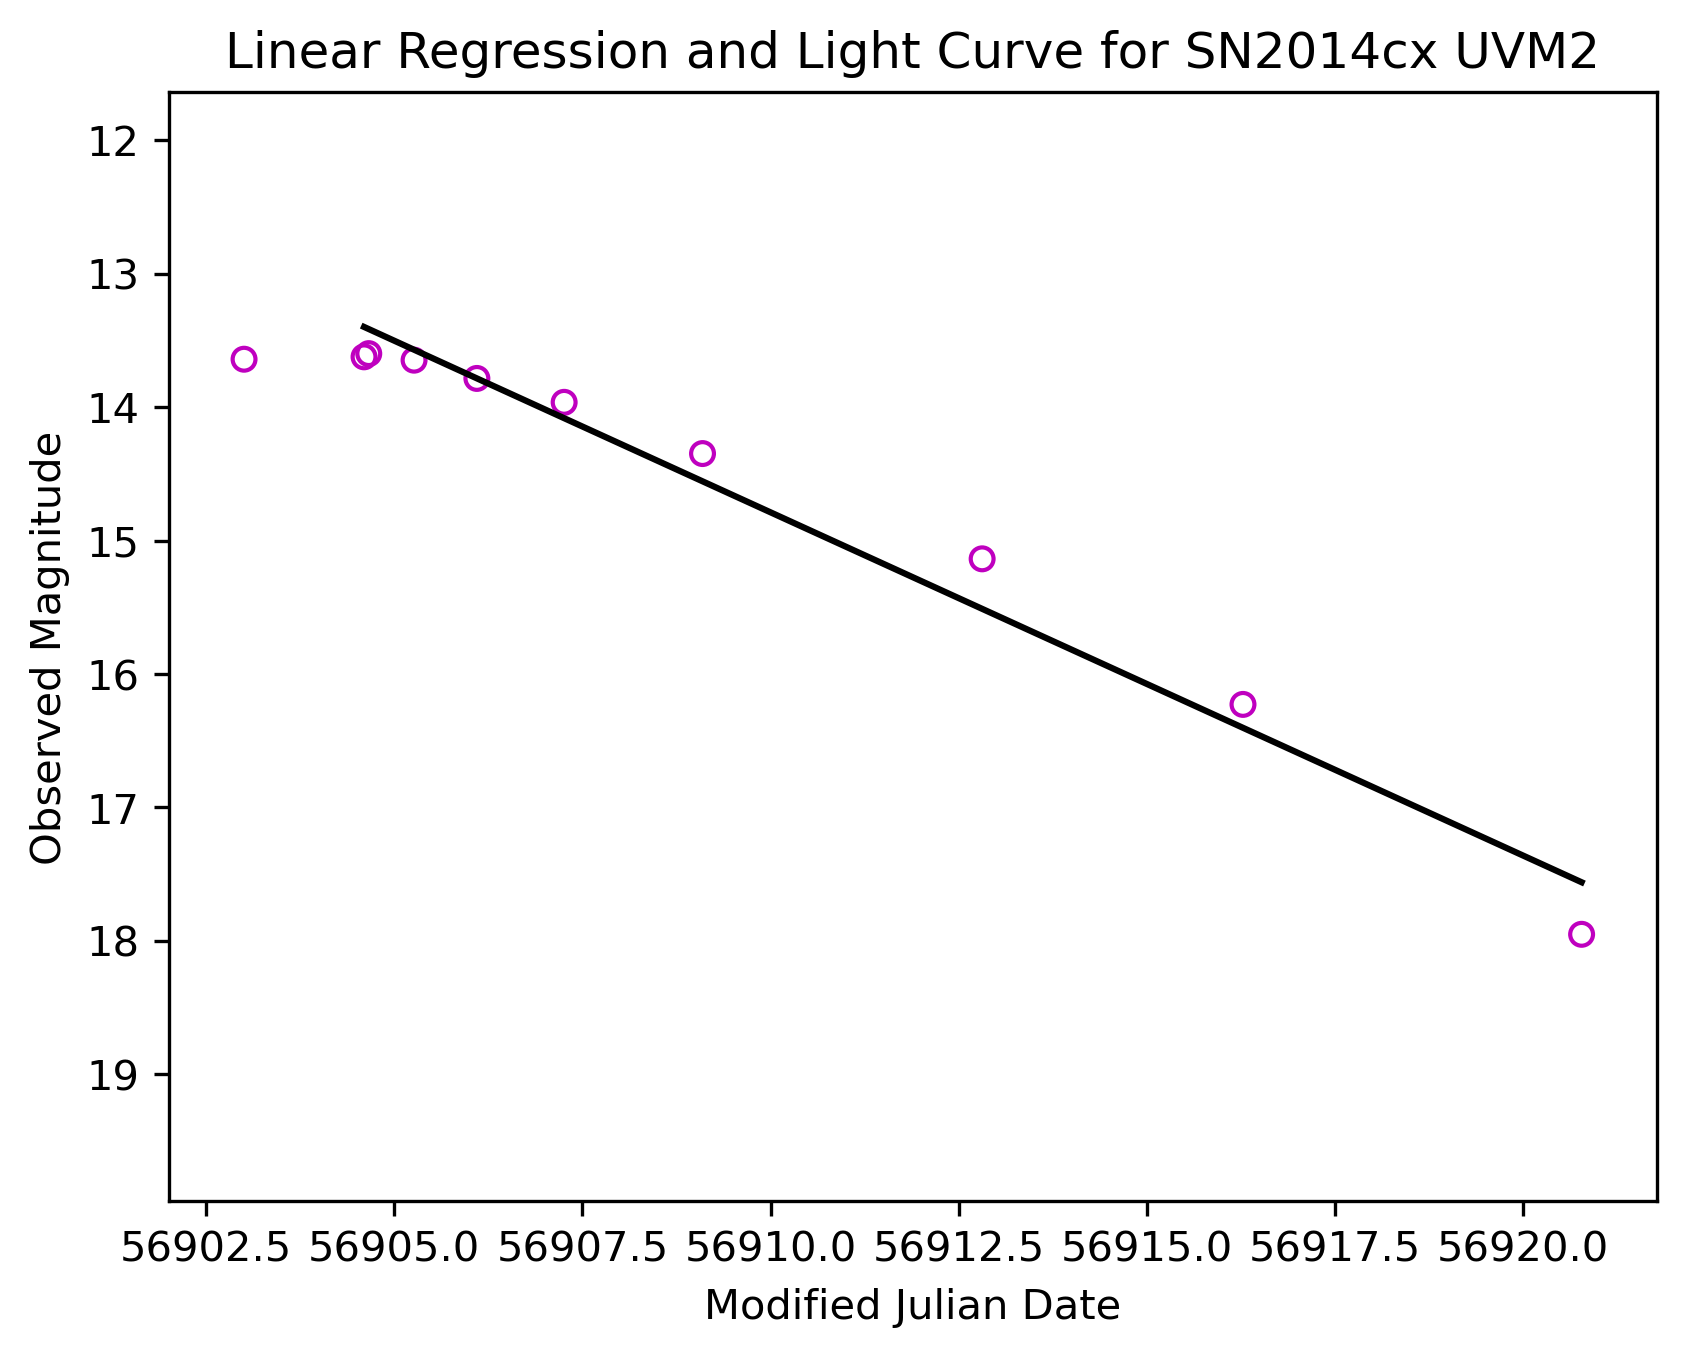 Linear Regression and Light Curve for SN2014cx UVM2
12
13
14
15
16
17
18
19
Observed Magnitude
56902.5 56905.0 56907.5 56910.0 56912.5 56915.0 56917.5 56920.0
Modified Julian Date